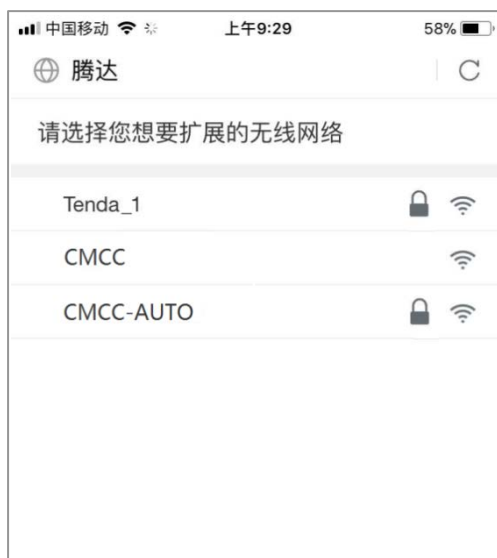 中国移动 上午9:29 58%
腾达
请选择您想要扩展的无线网络
Tenda_1
CMCC
CMCC-AUTO